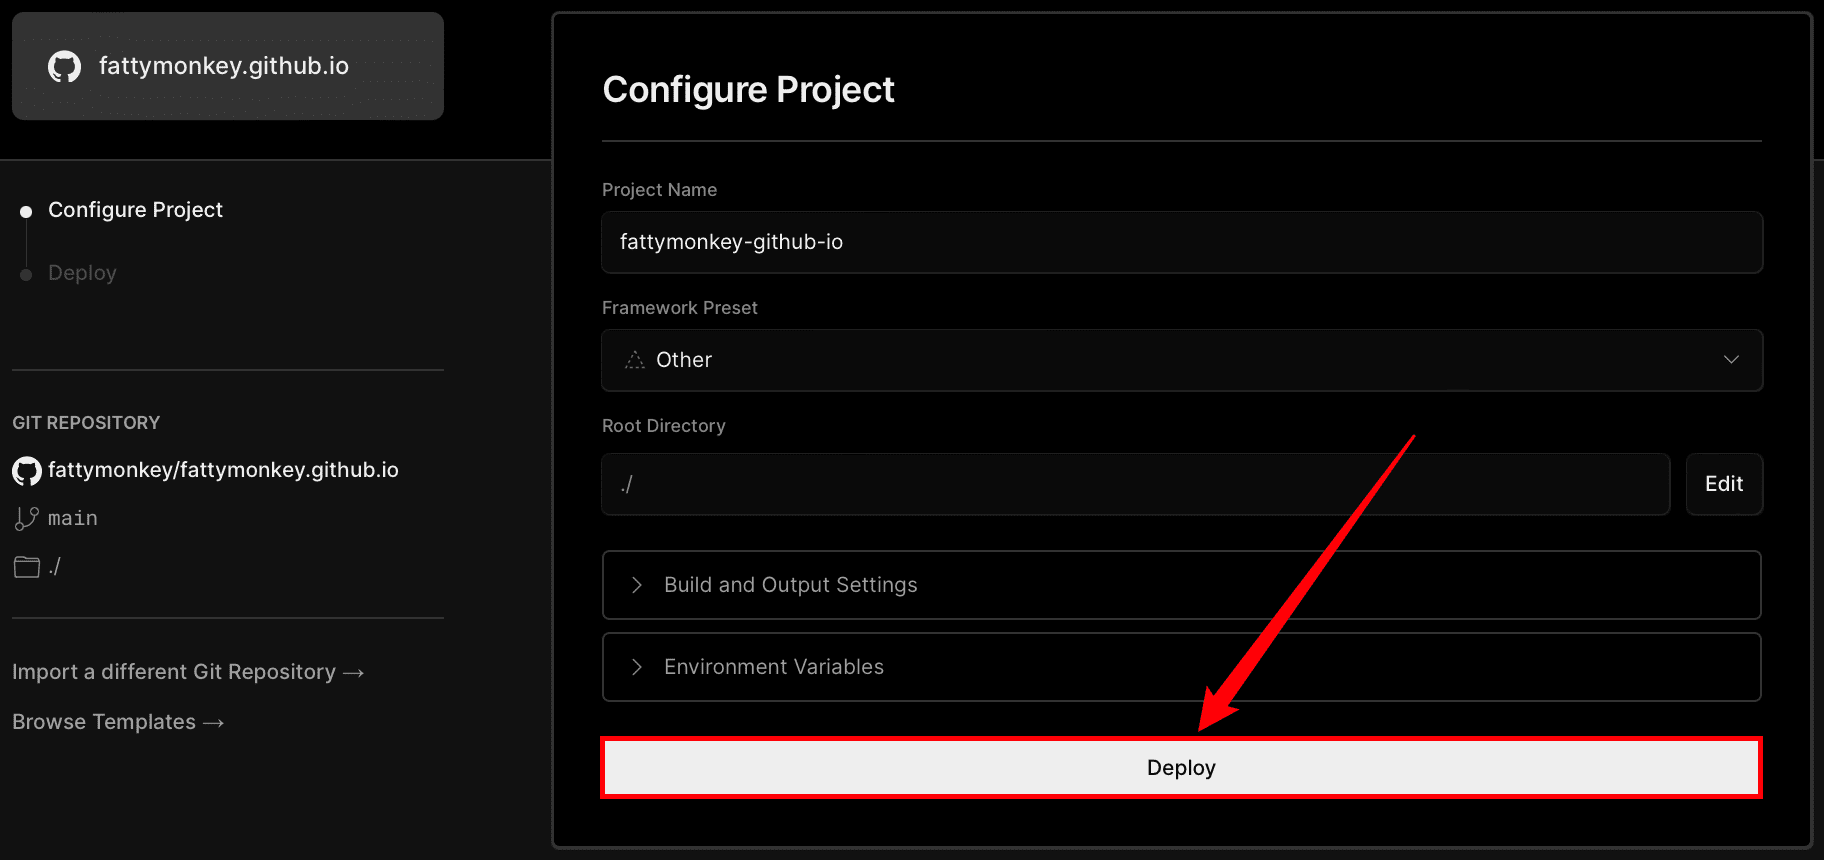 fattymonkey.github.io
Configure Project
Deploy
GIT REPOSITORY
fattymonkey/fattymonkey.github.io
main
./
Import a different Git Repository →
Browse Templates →
Configure Project
Project Name
fattymonkey-github-io
Framework Preset
Other
Root Directory
./
Edit
Build and Output Settings
Environment Variables
Deploy